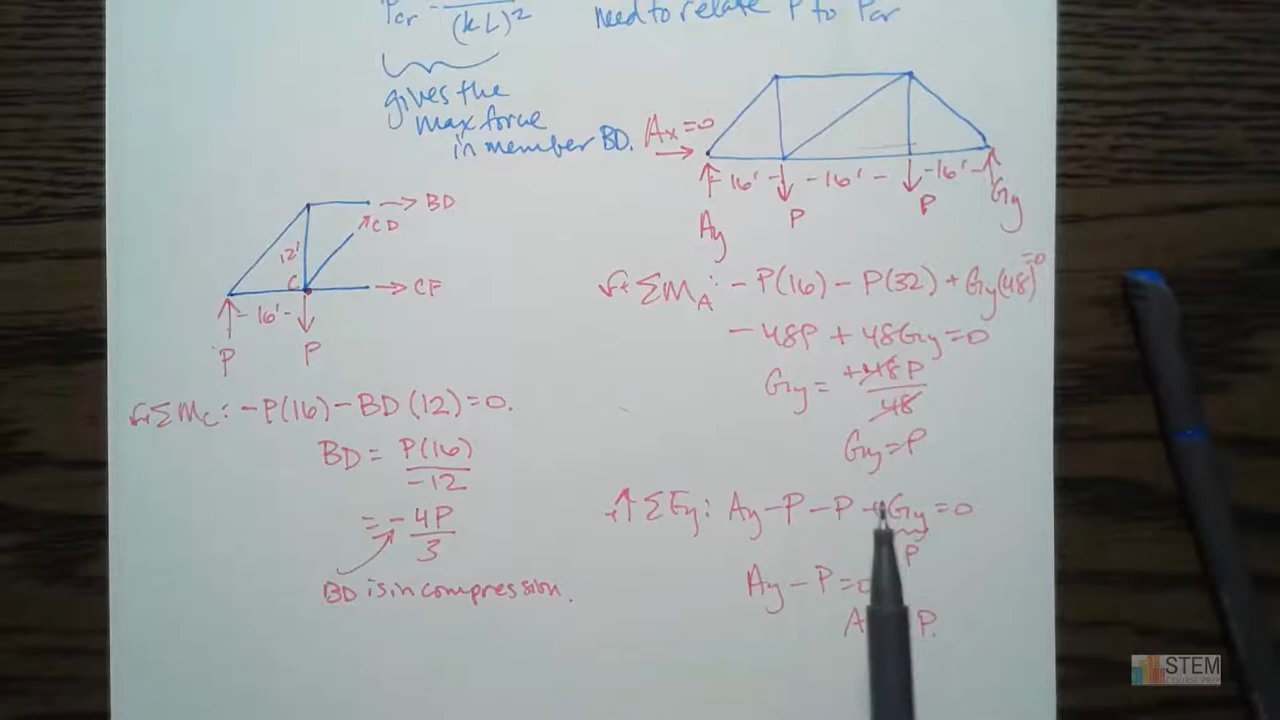 Pcr = (kL)²
need to relate P to Pcr
gives the
max force
in member BD.
Ax=0
16' 16' 16'
Ay P P Gy
BD
CD
12'
C CF
16'
P P
ΣMA: -P(16) - P(32) + Gy(48) =0
-48P + 48Gy =0
Gy = +48P
48
Gy=P
+↑ΣFy: Ay -P -P + Gy =0
P
Ay - P =0
A P.
+ΣMc: -P(16) - BD(12) =0.
BD = P(16)
-12
= -4P
3
BD is in compression.
STEM
COURSE PREP